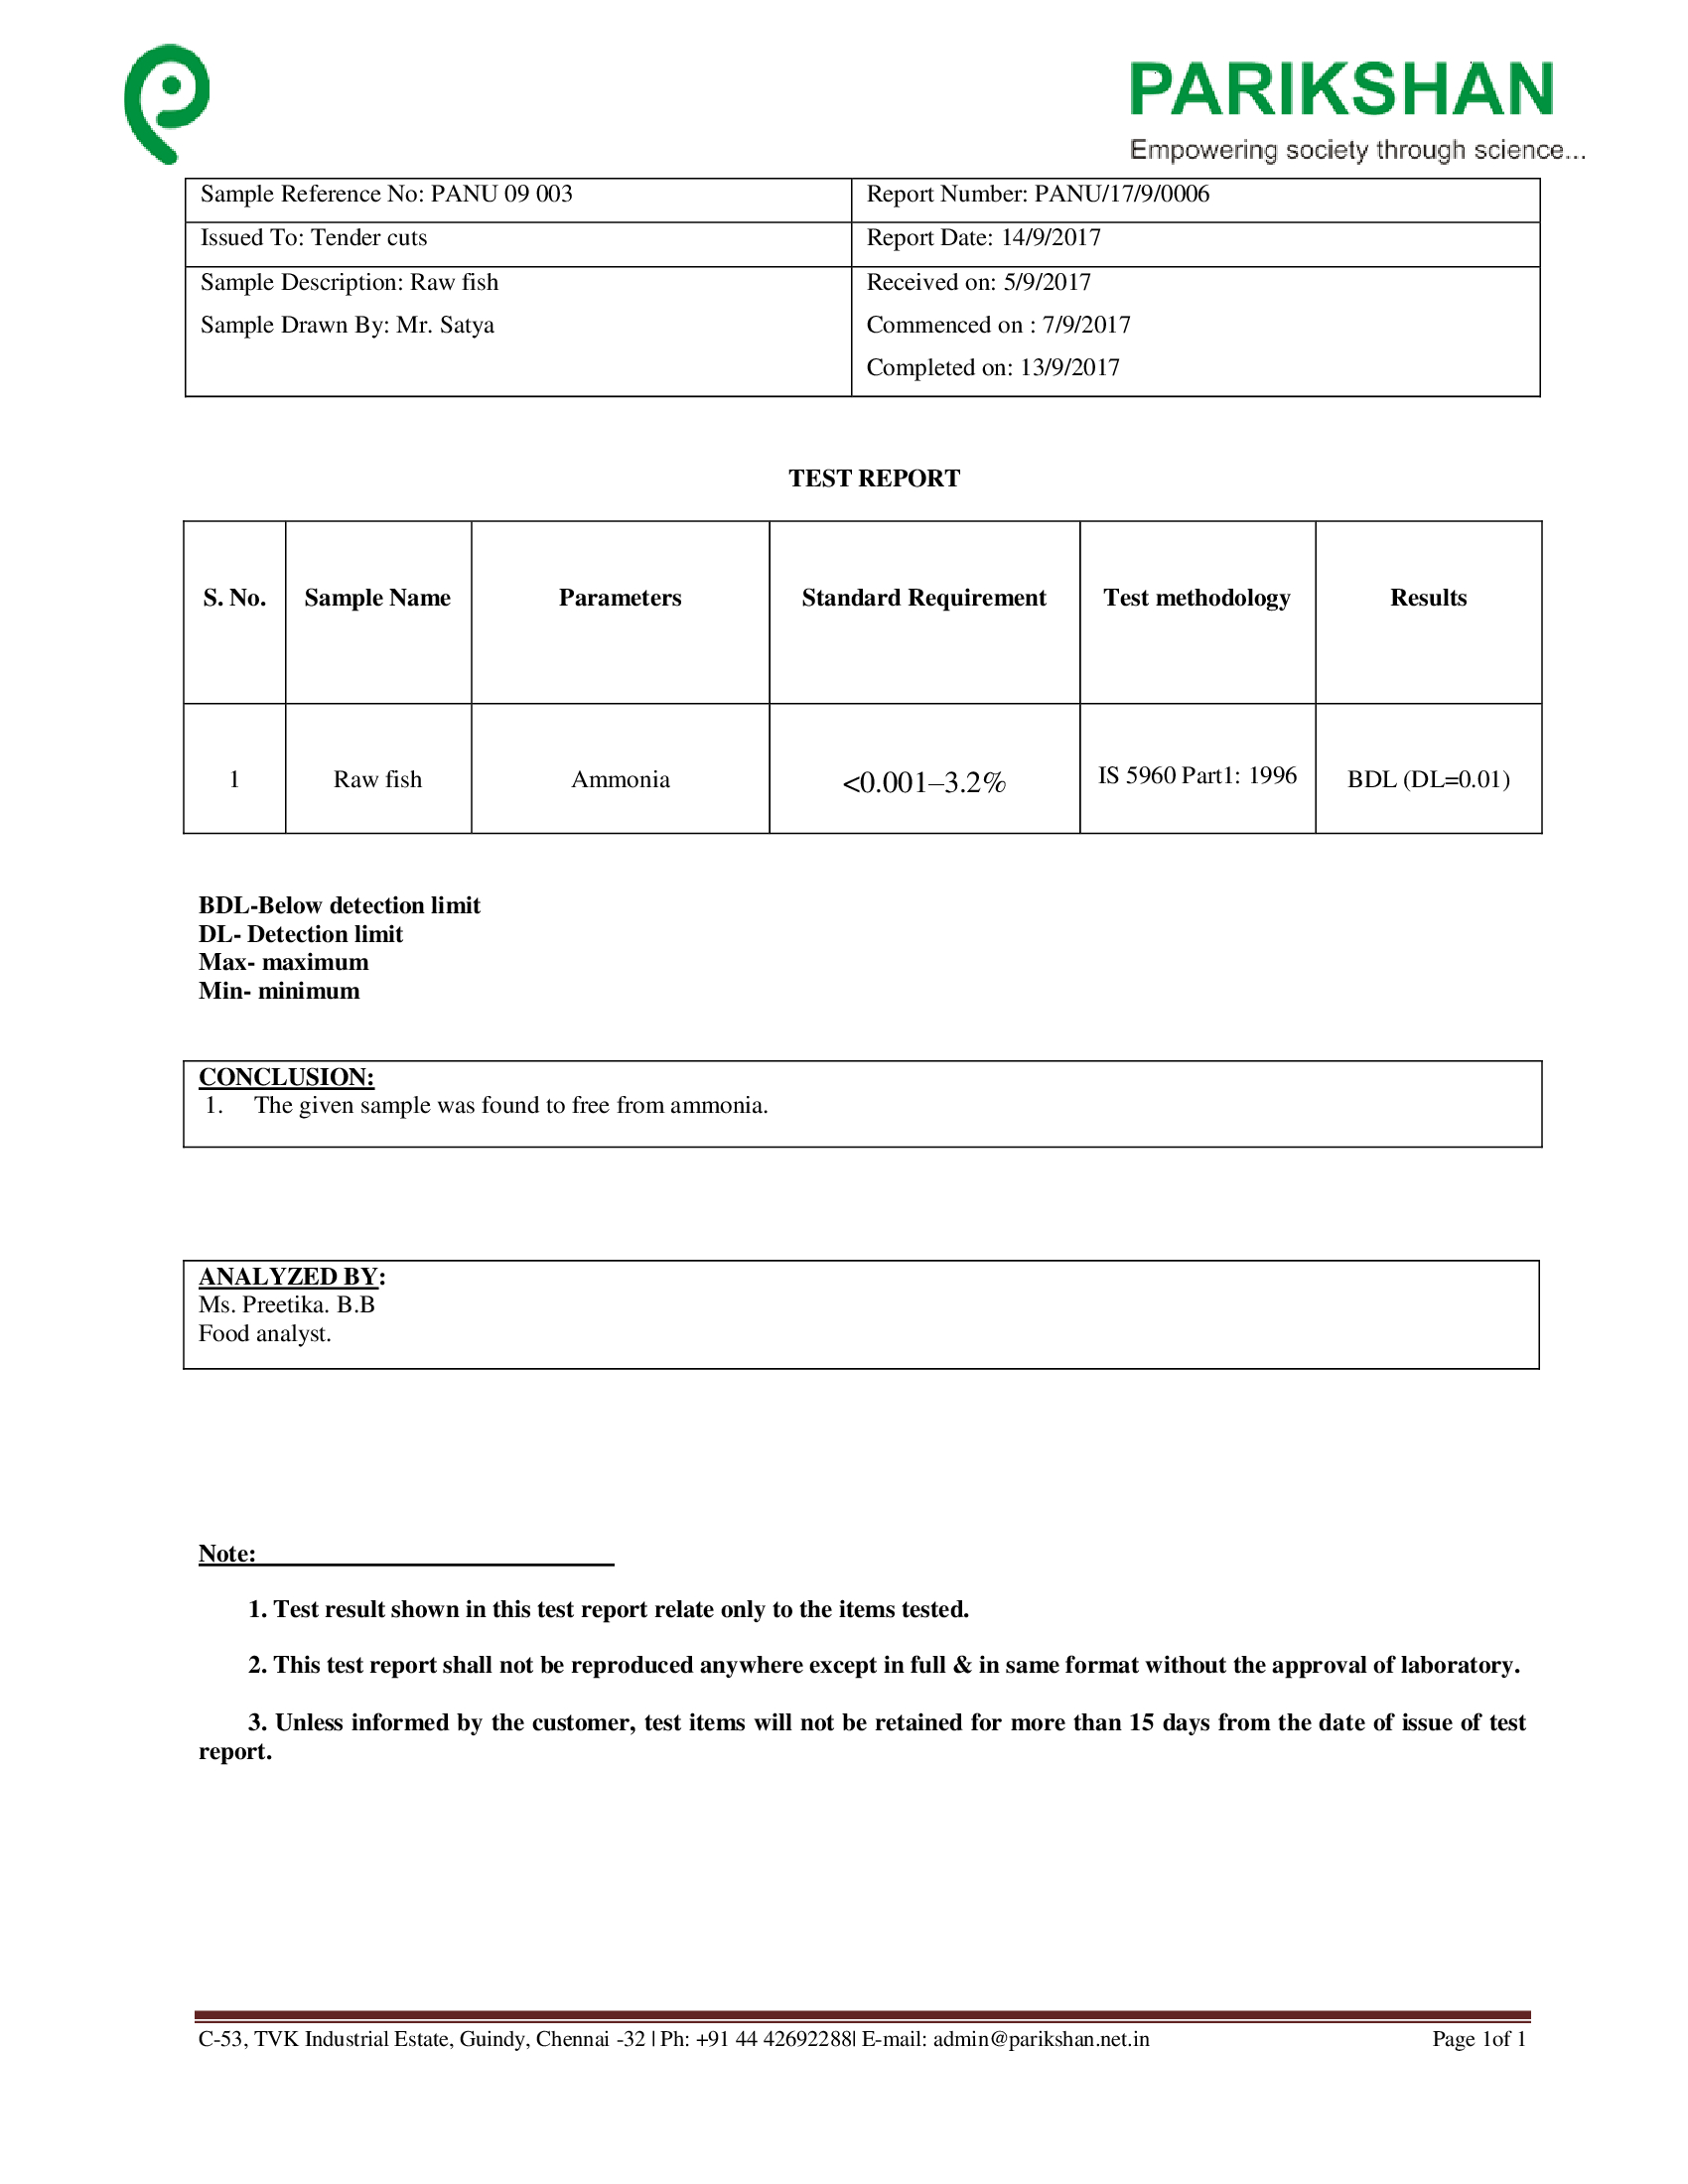 PARIKSHAN
Empowering society through science...
Sample Reference No: PANU 09 003
Report Number: PANU/17/9/0006
Issued To: Tender cuts
Report Date: 14/9/2017
Sample Description: Raw fish
Sample Drawn By: Mr. Satya
Received on: 5/9/2017
Commenced on : 7/9/2017
Completed on: 13/9/2017
TEST REPORT
S. No. Sample Name Parameters Standard Requirement Test methodology Results
1 Raw fish Ammonia <0.001–3.2% IS 5960 Part1: 1996 BDL (DL=0.01)
BDL-Below detection limit
DL- Detection limit
Max- maximum
Min- minimum
CONCLUSION:
1. The given sample was found to free from ammonia.
ANALYZED BY:
Ms. Preetika. B.B
Food analyst.
Note:
1. Test result shown in this test report relate only to the items tested.
2. This test report shall not be reproduced anywhere except in full & in same format without the approval of laboratory.
3. Unless informed by the customer, test items will not be retained for more than 15 days from the date of issue of test
report.
C-53, TVK Industrial Estate, Guindy, Chennai -32 | Ph: +91 44 42692288| E-mail: admin@parikshan.net.in Page 1of 1